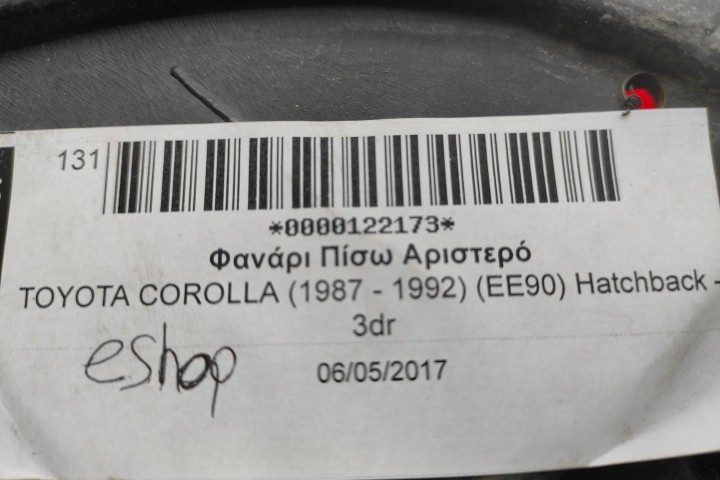 131
*0000122173*
Φανάρι Πίσω Αριστερό
TOYOTA COROLLA (1987 - 1992) (EE90) Hatchback -
3dr
eshop
06/05/2017